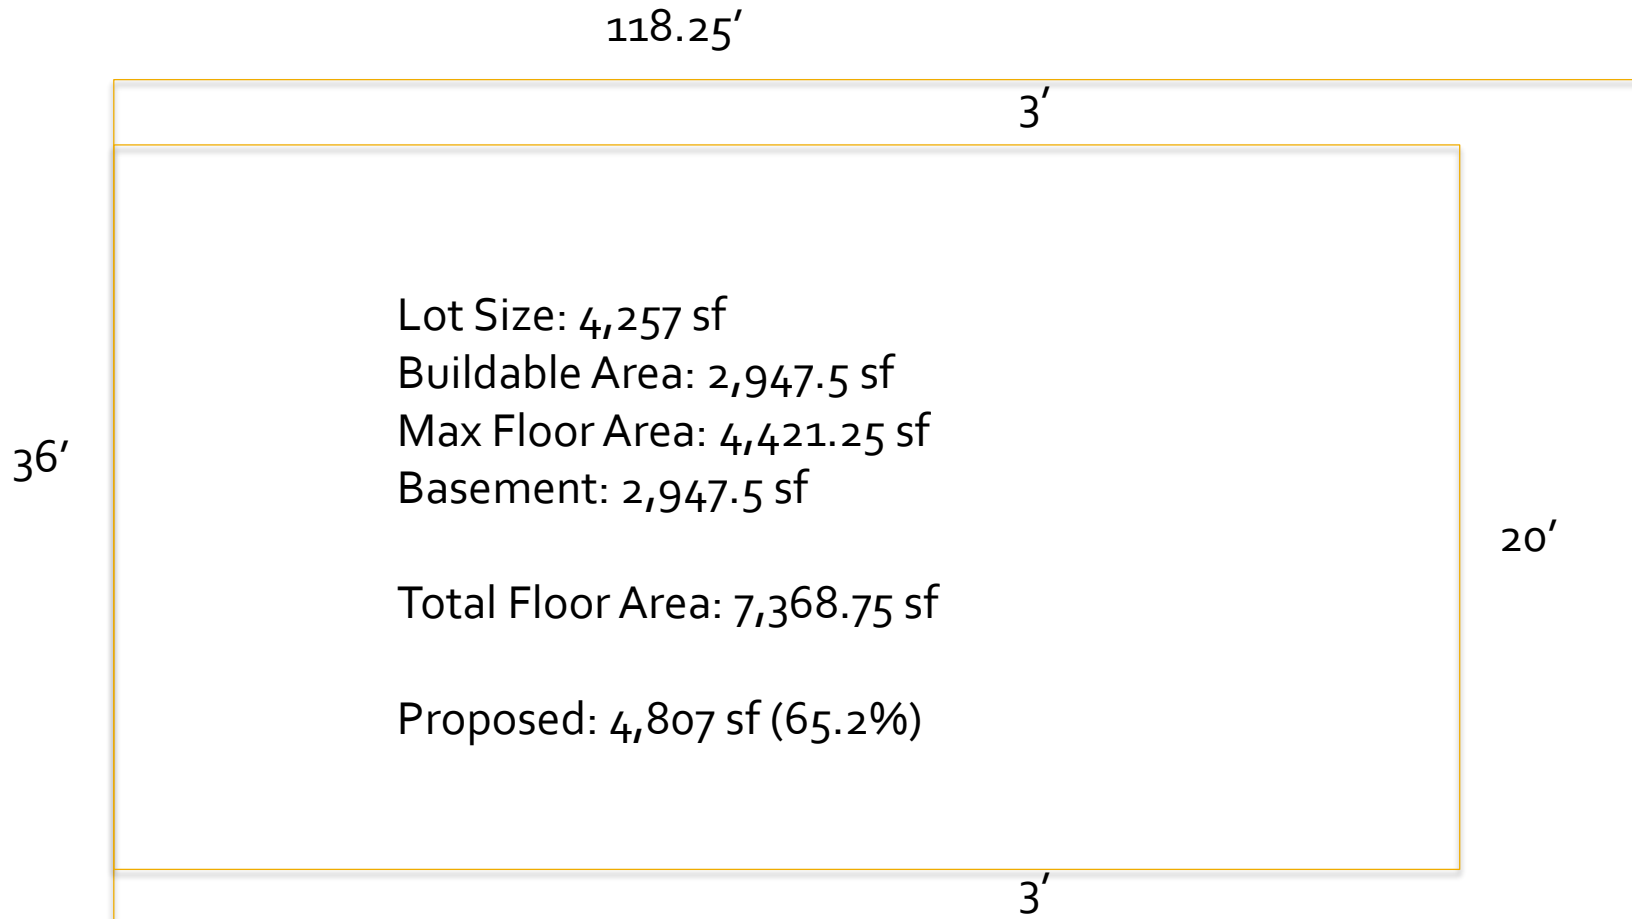 118.25′
3′
Lot Size: 4,257 sf
Buildable Area: 2,947.5 sf
Max Floor Area: 4,421.25 sf
Basement: 2,947.5 sf
36′
20′
Total Floor Area: 7,368.75 sf
Proposed: 4,807 sf (65.2%)
3′